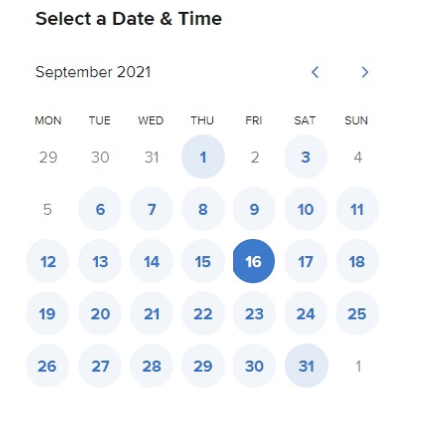 Select a Date & Time
September 2021
MON TUE WED THU FRI SAT SUN
29 30 31 1 2 3 4
5 6 7 8 9 10 11
12 13 14 15 16 17 18
19 20 21 22 23 24 25
26 27 28 29 30 31 1